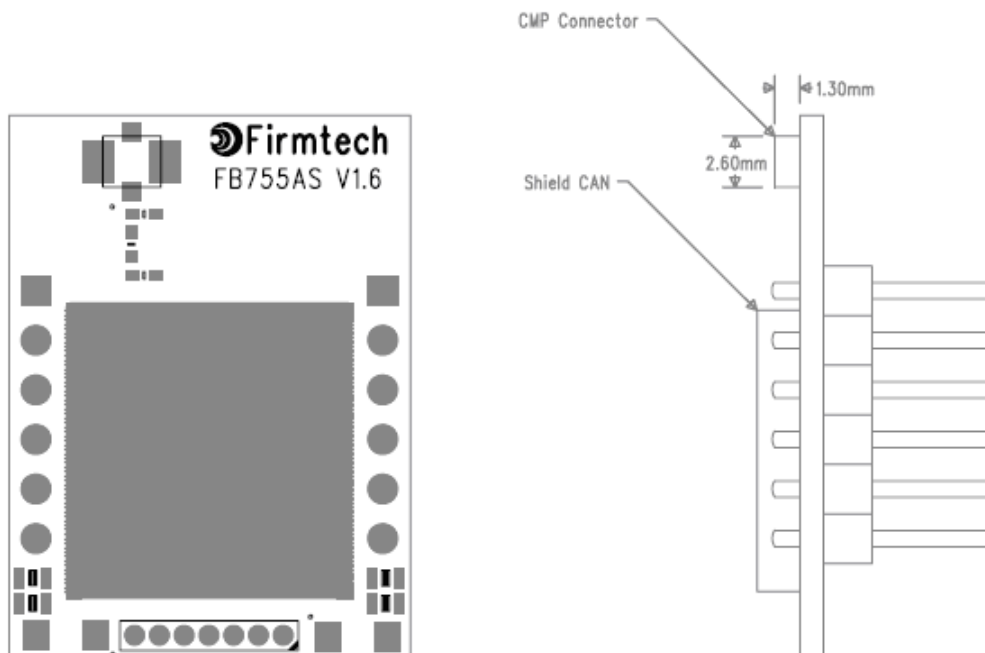 Firmtech
FB755AS V1.6
CMP Connector
1.30mm
2.60mm
Shield CAN